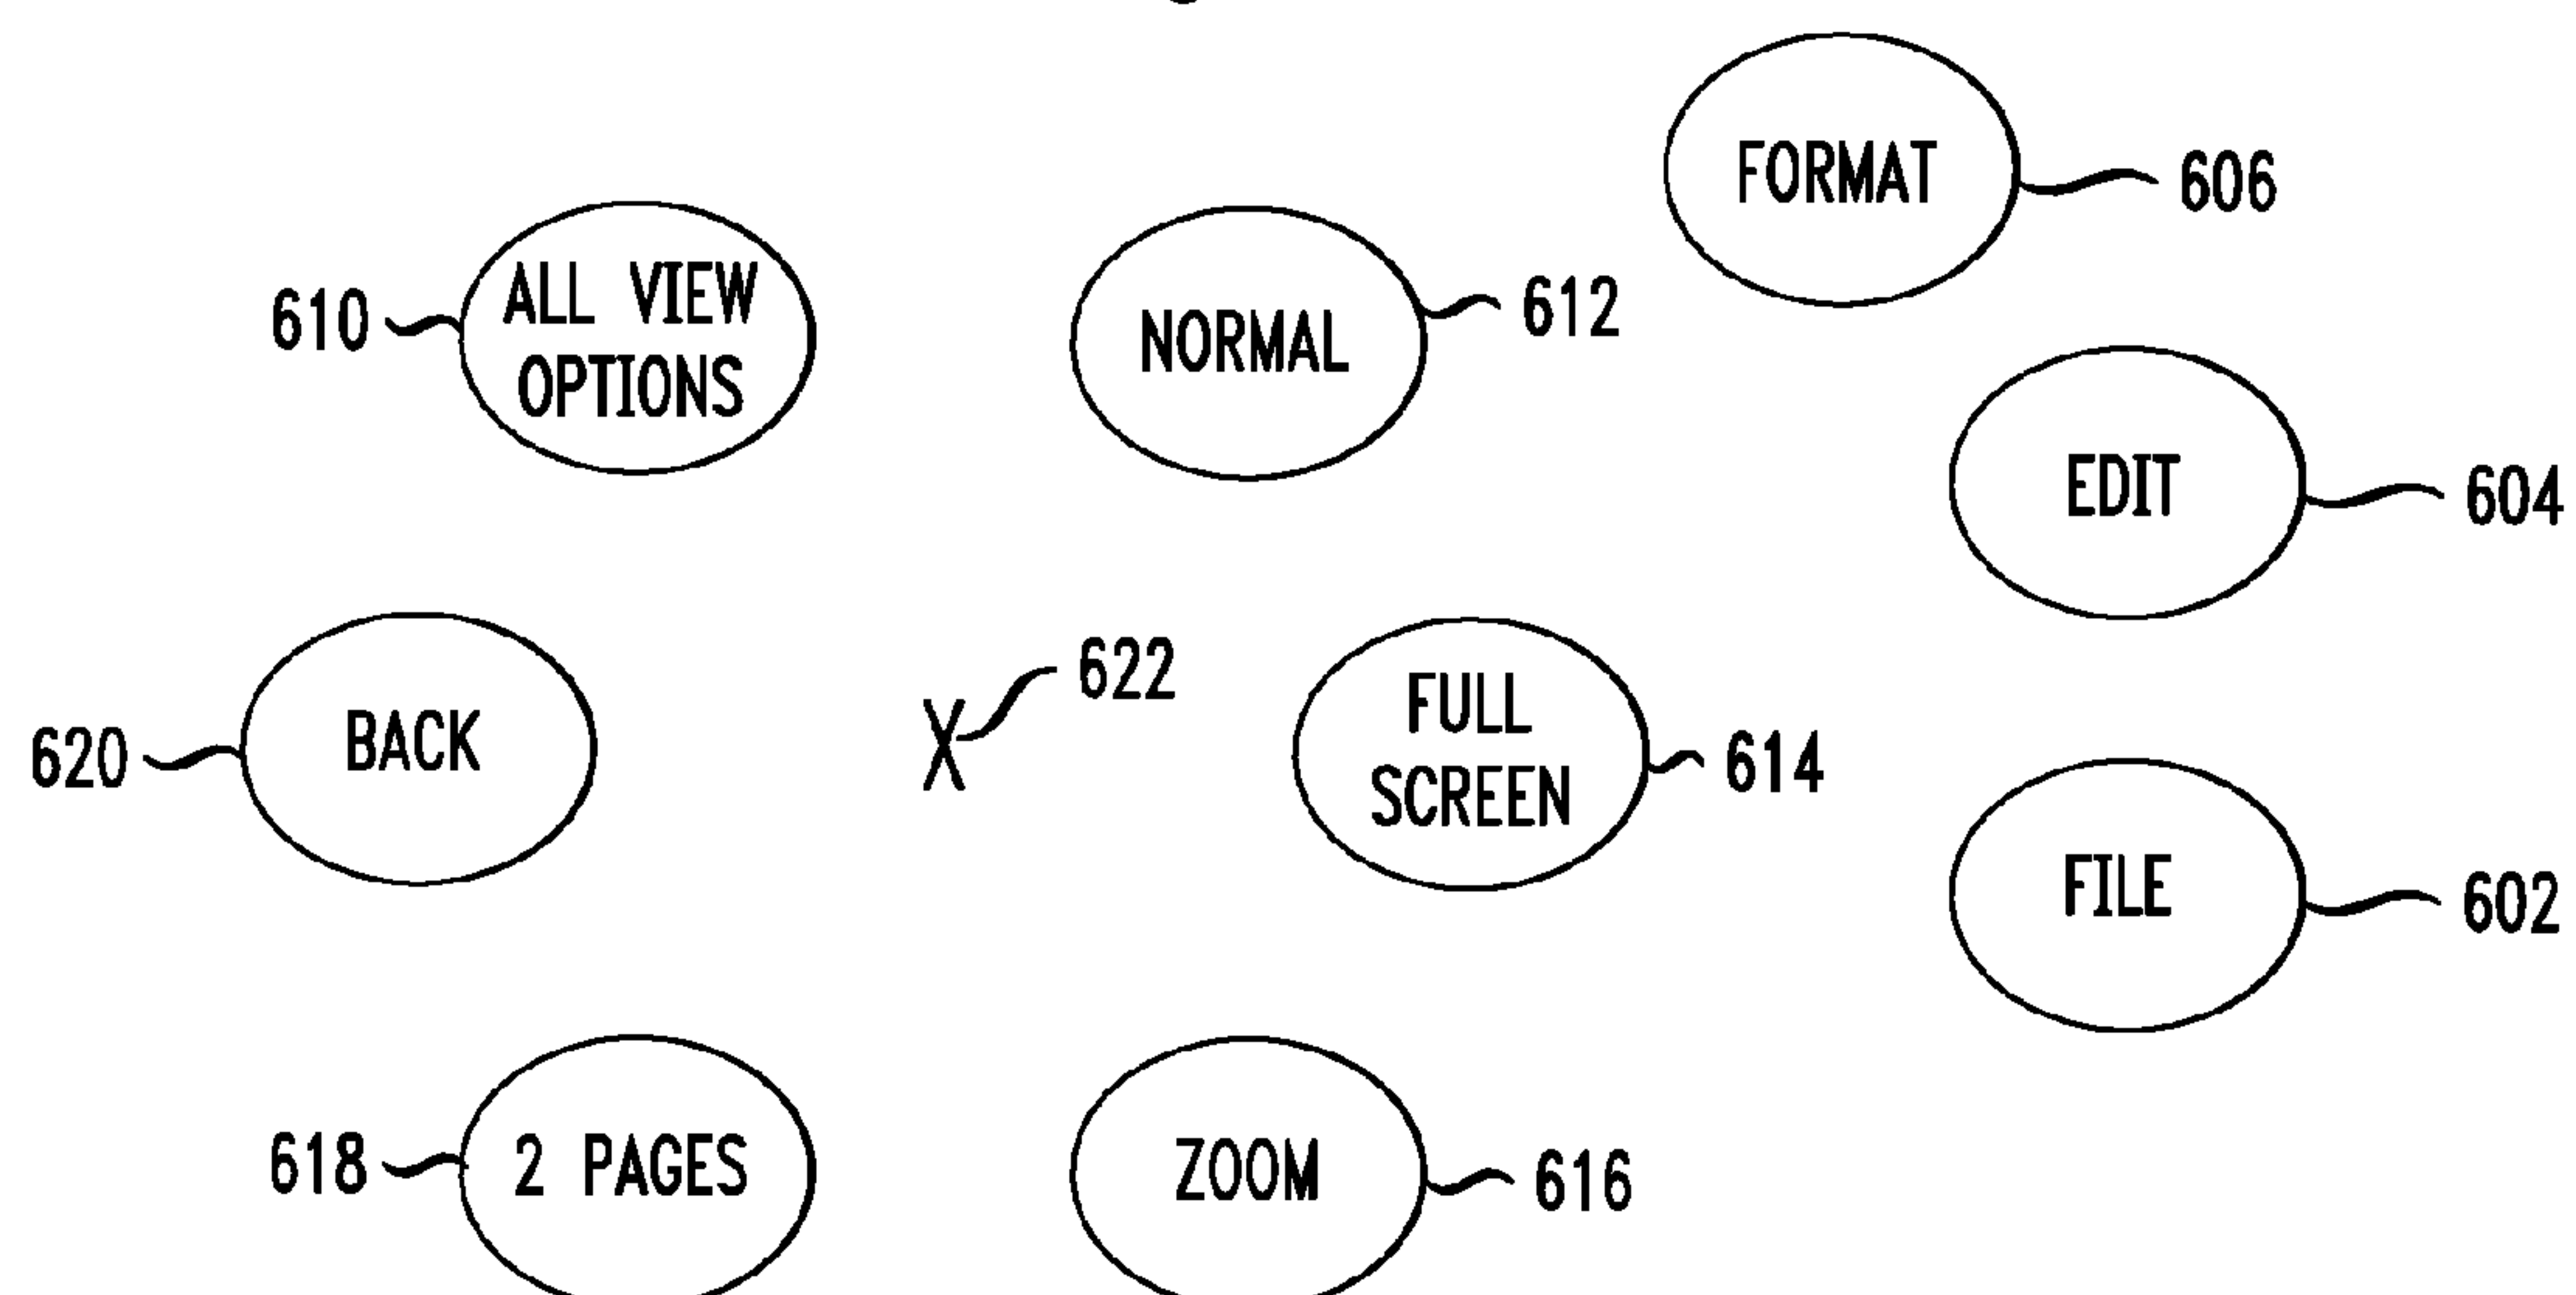 FORMAT
606
ALL VIEW
OPTIONS
610
NORMAL
612
EDIT
604
BACK
620
X
622
FULL
SCREEN
614
FILE
602
2 PAGES
618
ZOOM
616